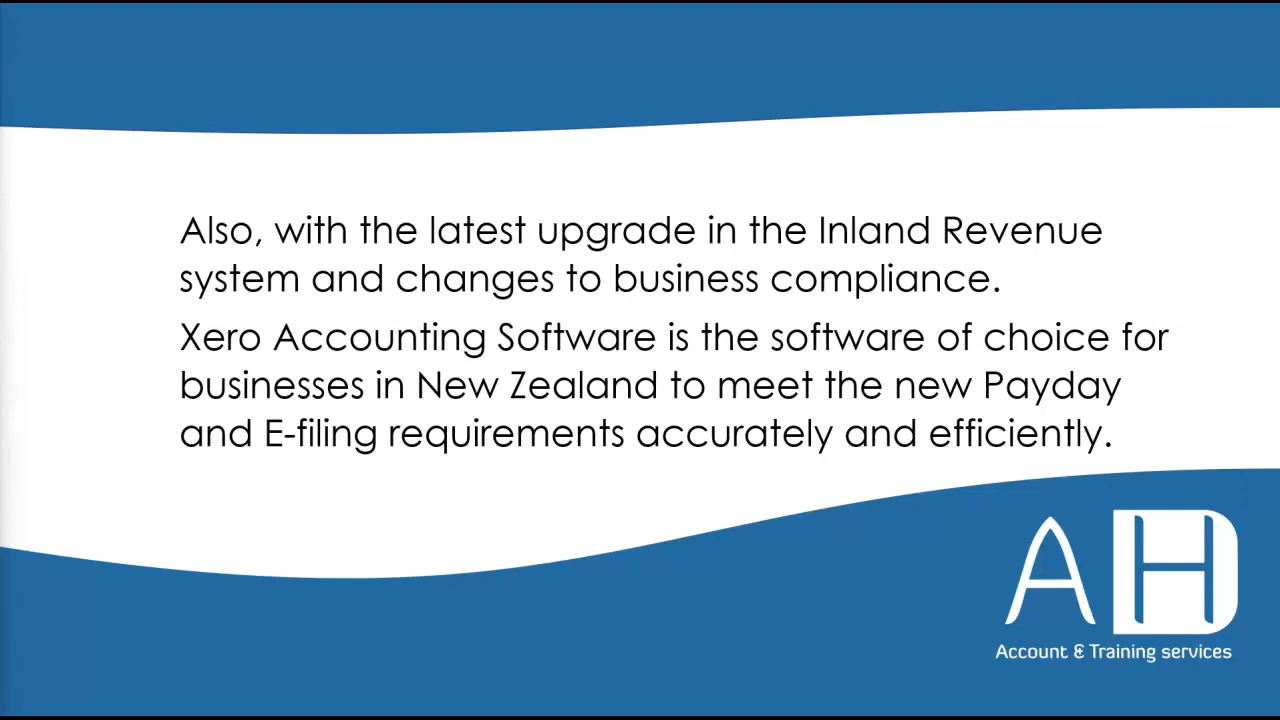 Also, with the latest upgrade in the Inland Revenue
system and changes to business compliance.
Xero Accounting Software is the software of choice for
businesses in New Zealand to meet the new Payday
and E-filing requirements accurately and efficiently.
AHD
Account & Training services